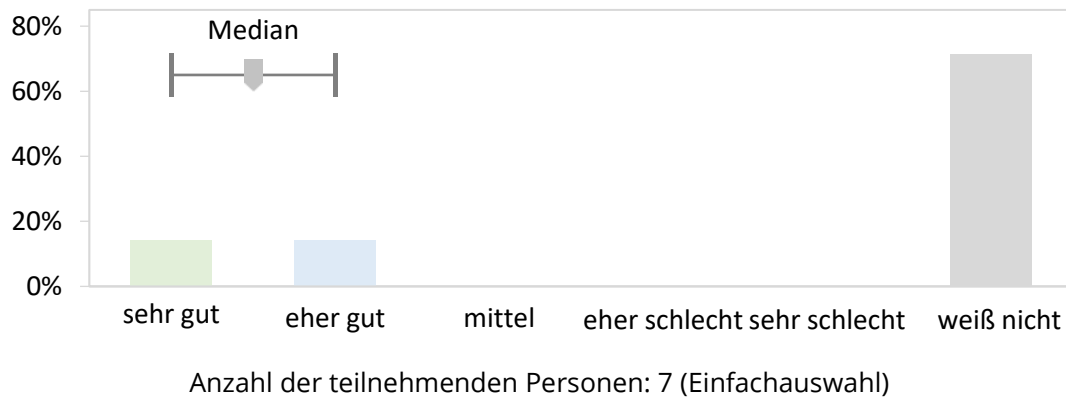 Median
80%
60%
40%
20%
0%
sehr gut eher gut mittel eher schlecht sehr schlecht weiß nicht
Anzahl der teilnehmenden Personen: 7 (Einfachauswahl)